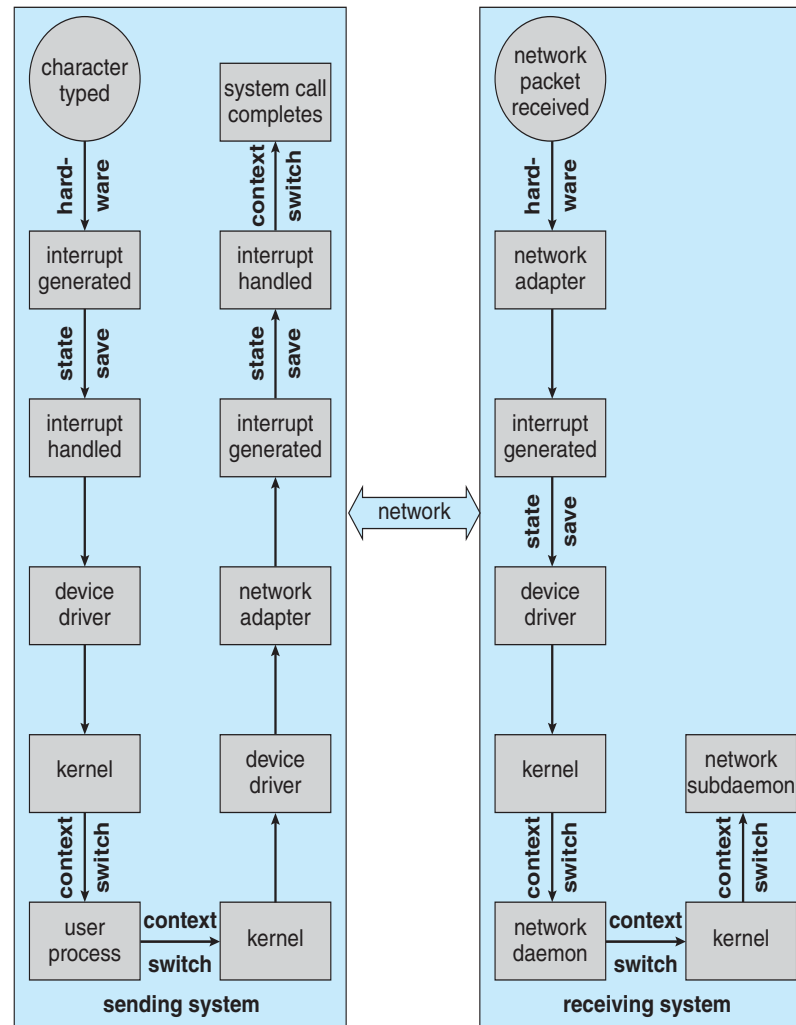 character
typed
hard-
ware
interrupt
generated
state
save
interrupt
handled
device
driver
kernel
context
switch
user
process
context
switch
kernel
device
driver
network
adapter
interrupt
generated
state
save
interrupt
handled
context
switch
system call
completes
sending system
network
network
packet
received
hard-
ware
network
adapter
interrupt
generated
state
save
device
driver
kernel
context
switch
network
daemon
context
switch
kernel
context
switch
network
subdaemon
receiving system